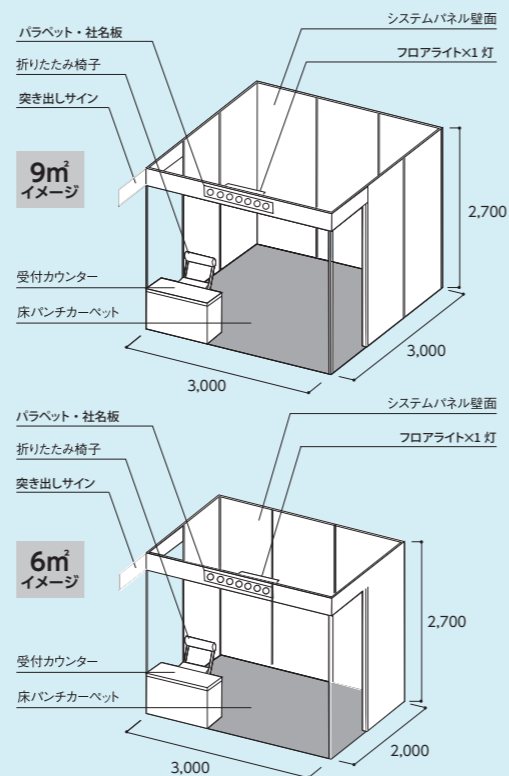 システムパネル壁面
パラペット・社名板
フロアライト×1 灯
折りたたみ椅子
突き出しサイン
9㎡
イメージ
2,700
受付カウンター
床パンチカーペット
3,000
3,000
システムパネル壁面
パラペット・社名板
フロアライト×1 灯
折りたたみ椅子
突き出しサイン
6㎡
イメージ
2,700
受付カウンター
床パンチカーペット
2,000
3,000